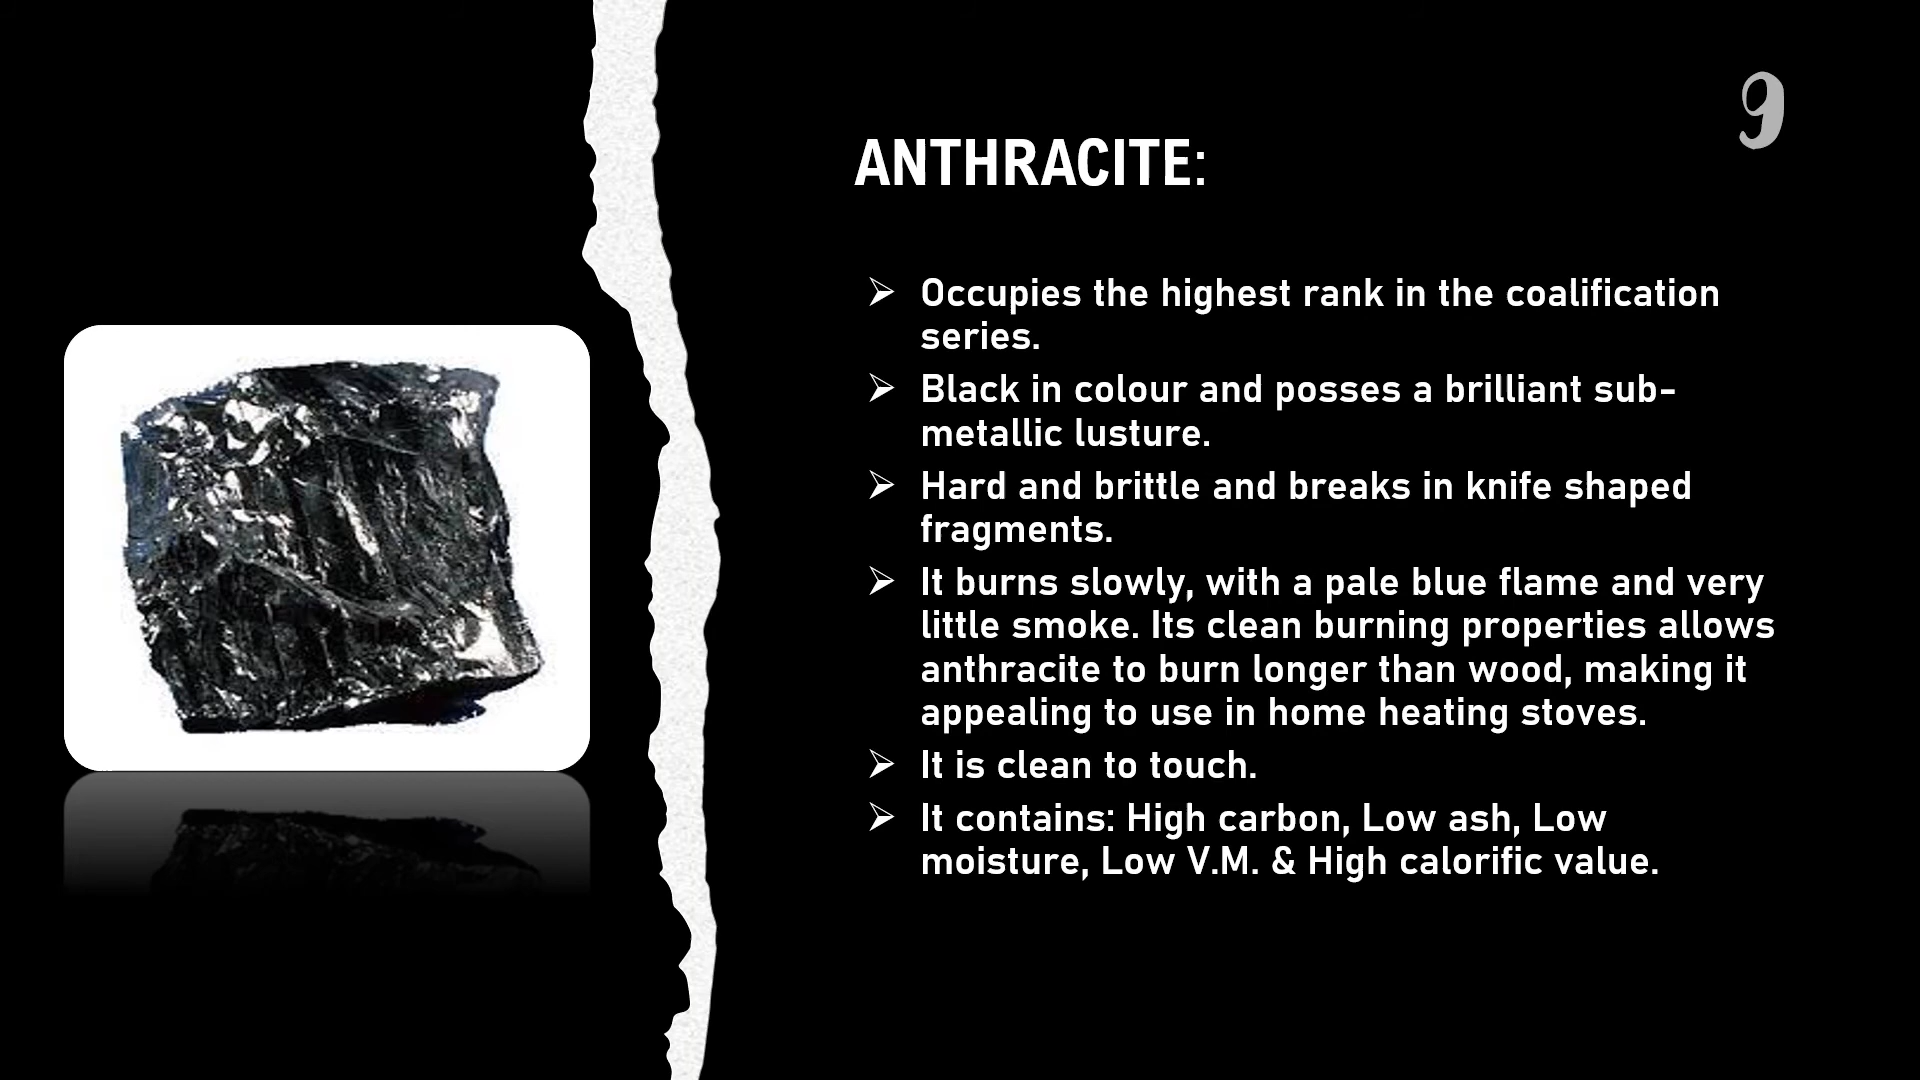 9
ANTHRACITE:
⮚ Occupies the highest rank in the coalification
series.
⮚ Black in colour and posses a brilliant sub-
metallic lusture.
⮚ Hard and brittle and breaks in knife shaped
fragments.
⮚ It burns slowly, with a pale blue flame and very
little smoke. Its clean burning properties allows
anthracite to burn longer than wood, making it
appealing to use in home heating stoves.
⮚ It is clean to touch.
⮚ It contains: High carbon, Low ash, Low
moisture, Low V.M. & High calorific value.